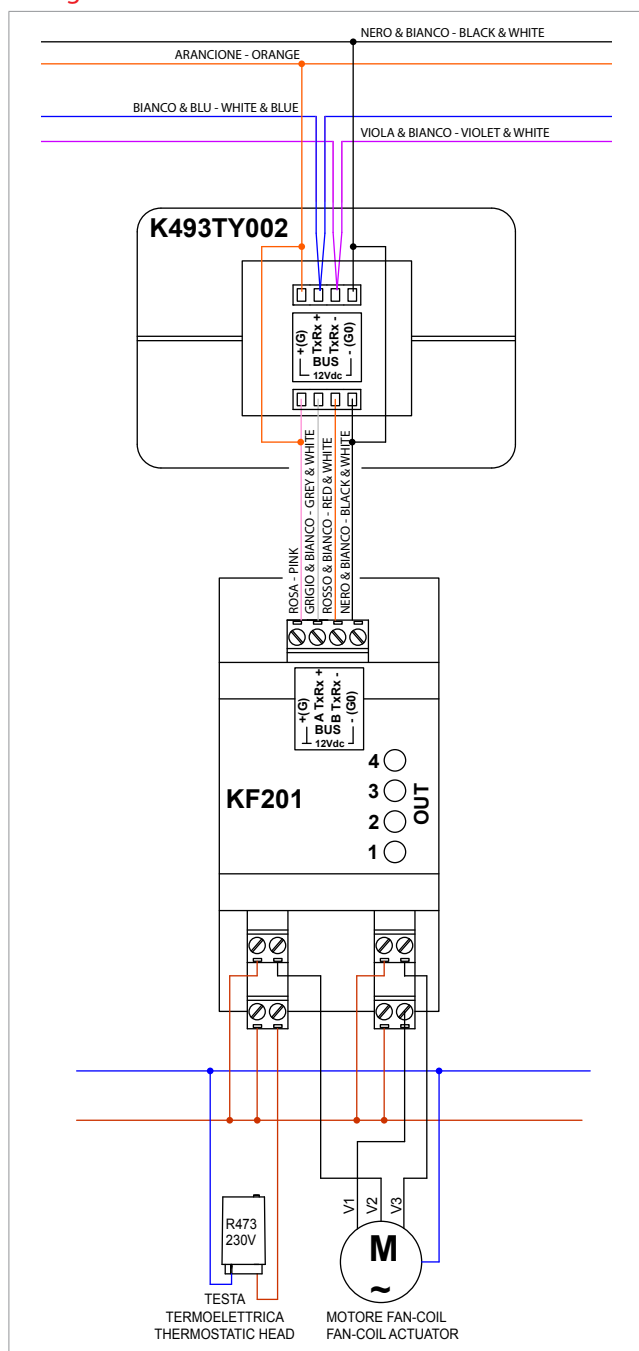 NERO & BIANCO - BLACK & WHITE
ARANCIONE - ORANGE
BIANCO & BLU - WHITE & BLUE
VIOLA & BIANCO - VIOLET & WHITE
K493TY002
+(G)
TxRx +
TxRx -
- (G0)
BUS
12Vdc
ROSA - PINK
GRIGIO & BIANCO - GREY & WHITE
ROSSO & BIANCO - RED & WHITE
NERO & BIANCO - BLACK & WHITE
+(G)
A TxRx +
B TxRx -
- (G0)
BUS
12Vdc
KF201
4
3
2
1
OUT
V1
V2
V3
R473
230V
M
~
TESTA
TERMOELETTRICA
THERMOSTATIC HEAD
MOTORE FAN-COIL
FAN-COIL ACTUATOR